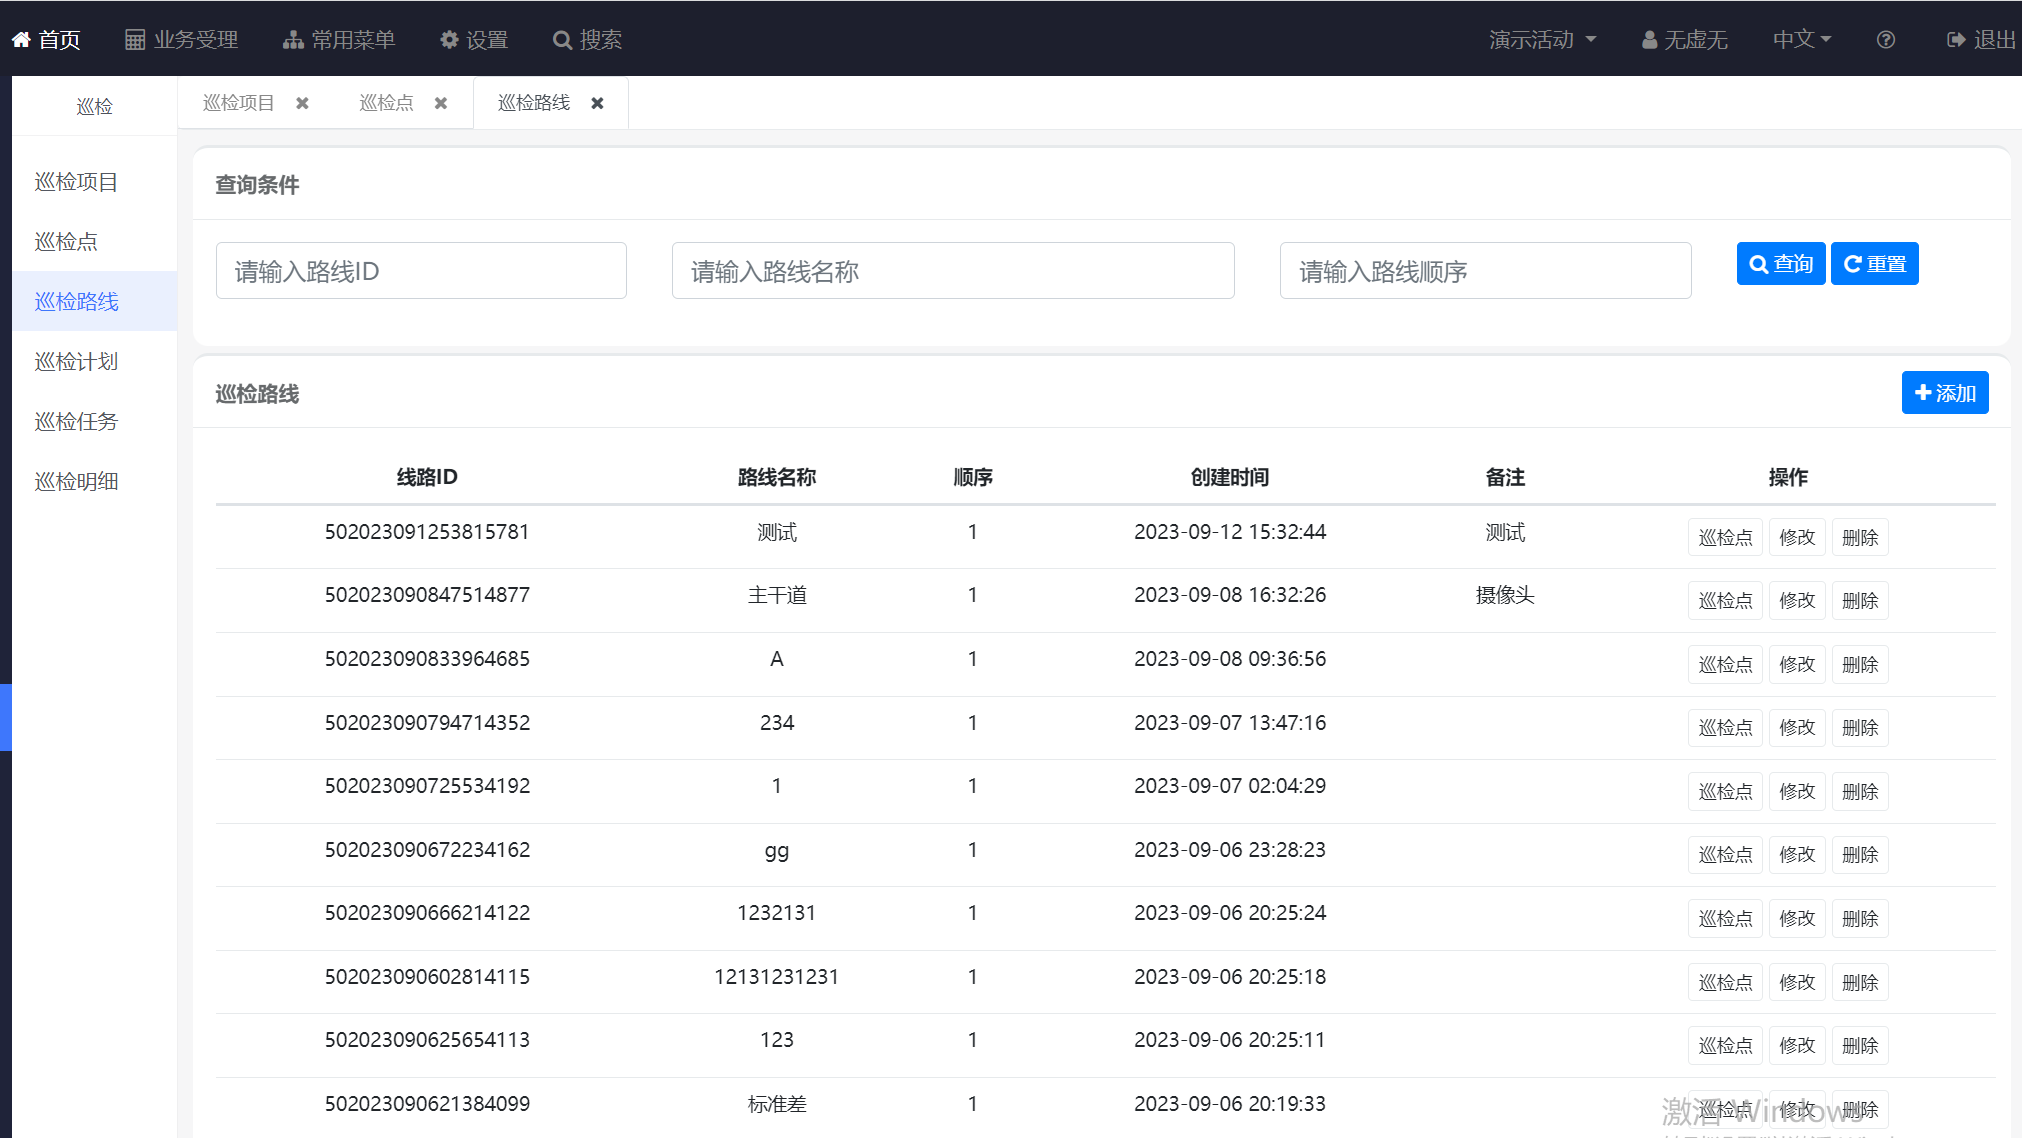 首页 业务受理 常用菜单 设置 搜索 演示活动 无虚无 中文 退出
巡检 巡检项目 巡检点 巡检路线
巡检项目
巡检点
巡检路线
巡检计划
巡检任务
巡检明细
查询条件
请输入路线ID 请输入路线名称 请输入路线顺序 查询 重置
巡检路线 添加
线路ID 路线名称 顺序 创建时间 备注 操作
502023091253815781 测试 1 2023-09-12 15:32:44 测试 巡检点 修改 删除
502023090847514877 主干道 1 2023-09-08 16:32:26 摄像头 巡检点 修改 删除
502023090833964685 A 1 2023-09-08 09:36:56 巡检点 修改 删除
502023090794714352 234 1 2023-09-07 13:47:16 巡检点 修改 删除
502023090725534192 1 1 2023-09-07 02:04:29 巡检点 修改 删除
502023090672234162 gg 1 2023-09-06 23:28:23 巡检点 修改 删除
502023090666214122 1232131 1 2023-09-06 20:25:24 巡检点 修改 删除
502023090602814115 12131231231 1 2023-09-06 20:25:18 巡检点 修改 删除
502023090625654113 123 1 2023-09-06 20:25:11 巡检点 修改 删除
502023090621384099 标准差 1 2023-09-06 20:19:33 巡检点 修改 删除
激活 Windows